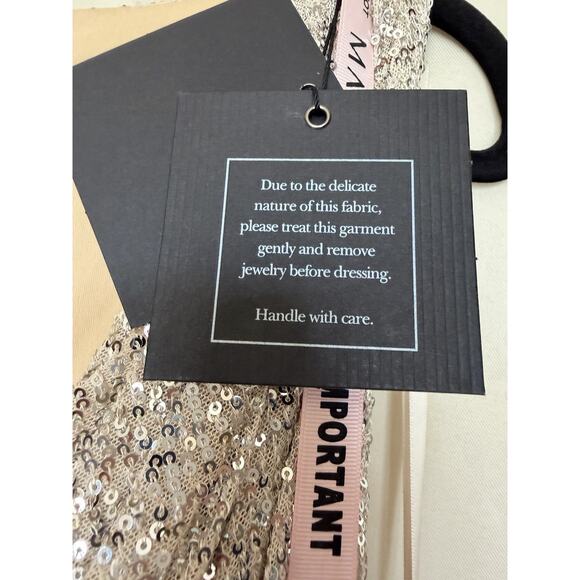 Due to the delicate
nature of this fabric,
please treat this garment
gently and remove
jewelry before dressing.
Handle with care.
IMPORTANT